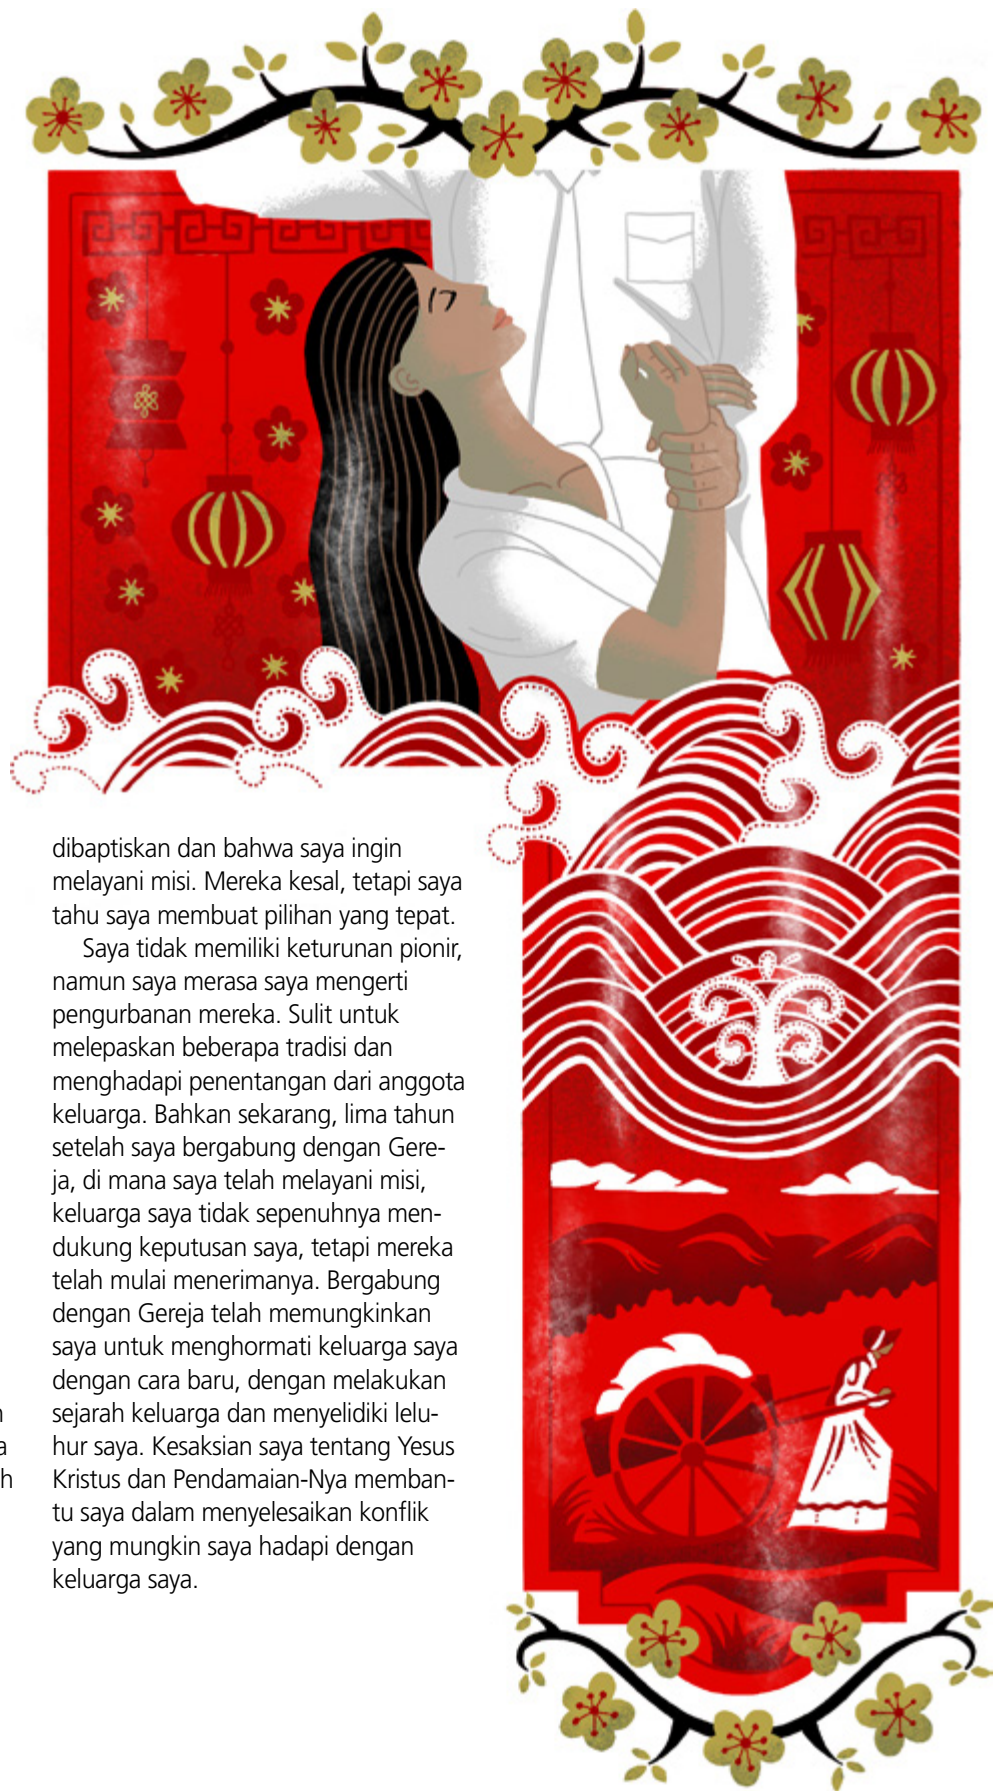 dibaptiskan dan bahwa saya ingin
melayani misi. Mereka kesal, tetapi saya
tahu saya membuat pilihan yang tepat.
Saya tidak memiliki keturunan pionir,
namun saya merasa saya mengerti
pengurbanan mereka. Sulit untuk
melepaskan beberapa tradisi dan
menghadapi penentangan dari anggota
keluarga. Bahkan sekarang, lima tahun
setelah saya bergabung dengan Gere-
ja, di mana saya telah melayani misi,
keluarga saya tidak sepenuhnya men-
dukung keputusan saya, tetapi mereka
telah mulai menerimanya. Bergabung
dengan Gereja telah memungkinkan
saya untuk menghormati keluarga saya
dengan cara baru, dengan melakukan
sejarah keluarga dan menyelidiki lelu-
hur saya. Kesaksian saya tentang Yesus
Kristus dan Pendamaian-Nya memban-
tu saya dalam menyelesaikan konflik
yang mungkin saya hadapi dengan
keluarga saya.